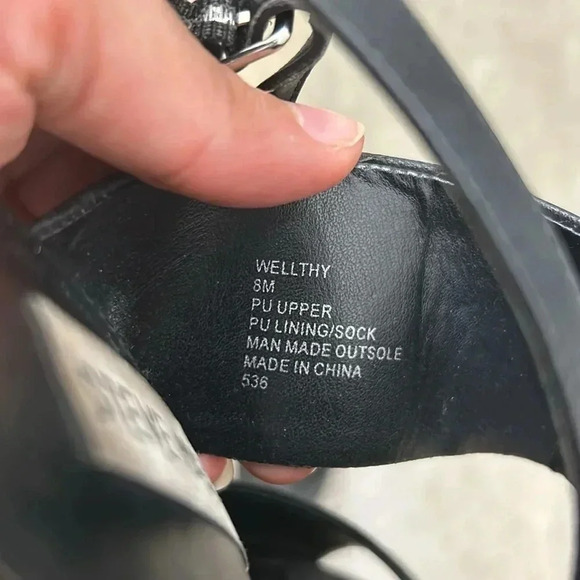 WELLTHY
8M
PU UPPER
PU LINING/SOCK
MAN MADE OUTSOLE
MADE IN CHINA
536